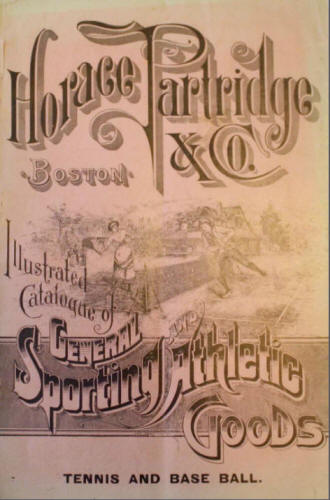 Horace Partridge
& Co.
Boston
Illustrated
Catalogue of
General and
Sporting Athletic
Goods
TENNIS AND BASE BALL.